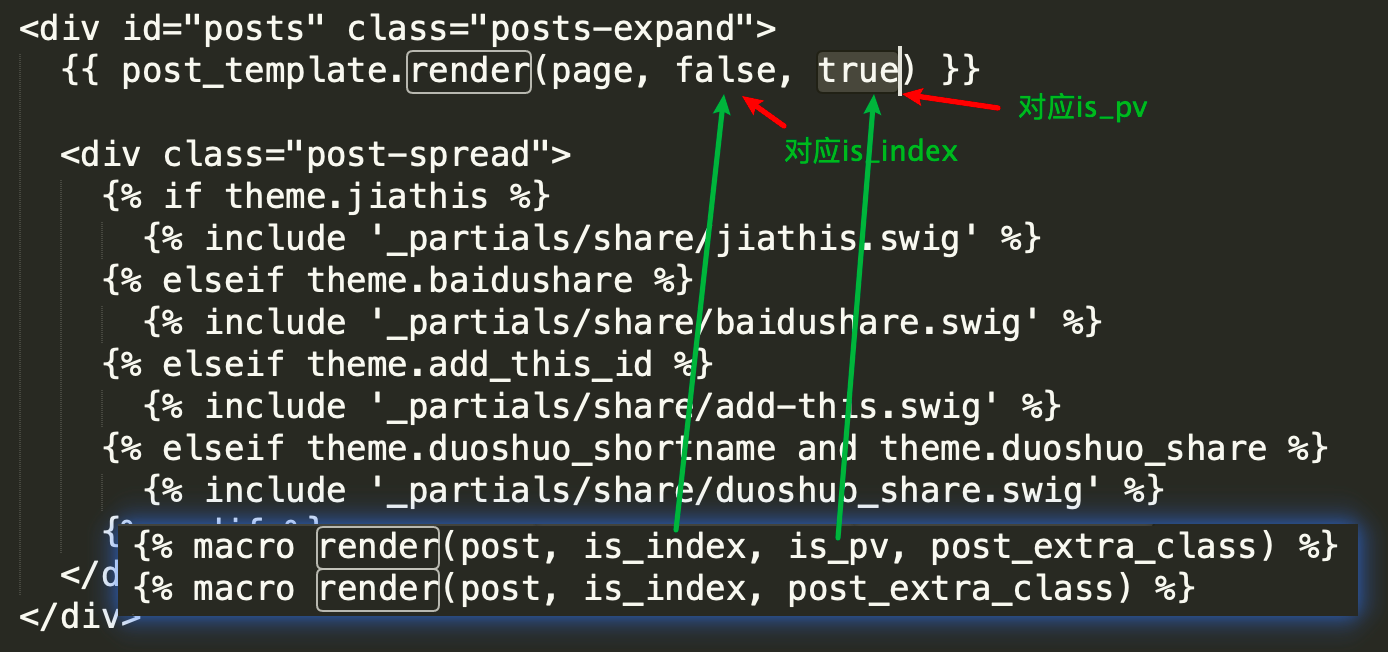 <div id="posts" class="posts-expand">
{{ post_template.render(page, false, true) }}
对应is_pv
对应is_index
<div class="post-spread">
{% if theme.jiathis %}
{% include '_partials/share/jiathis.swig' %}
{% elseif theme.baidushare %}
{% include '_partials/share/baidushare.swig' %}
{% elseif theme.add_this_id %}
{% include '_partials/share/add-this.swig' %}
{% elseif theme.duoshuo_shortname and theme.duoshuo_share %}
{% include '_partials/share/duoshuo_share.swig' %}
{% macro render(post, is_index, is_pv, post_extra_class) %}
{% macro render(post, is_index, post_extra_class) %}
</d
</div>